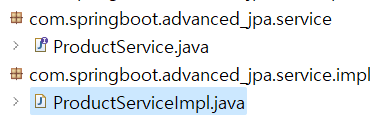 com.springboot.advanced_jpa.service
ProductService.java
com.springboot.advanced_jpa.service.impl
ProductServiceImpl.java